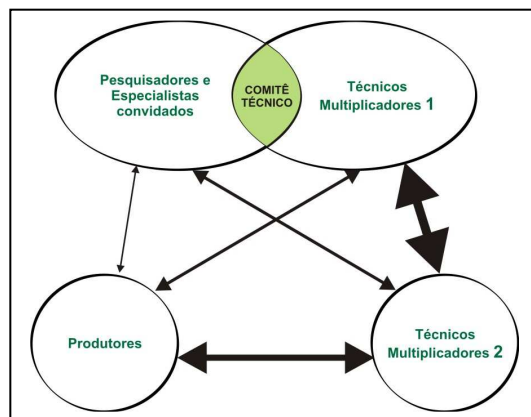 Pesquisadores e
Especialistas
convidados
COMITÊ
TÉCNICO
Técnicos
Multiplicadores 1
Produtores
Técnicos
Multiplicadores 2